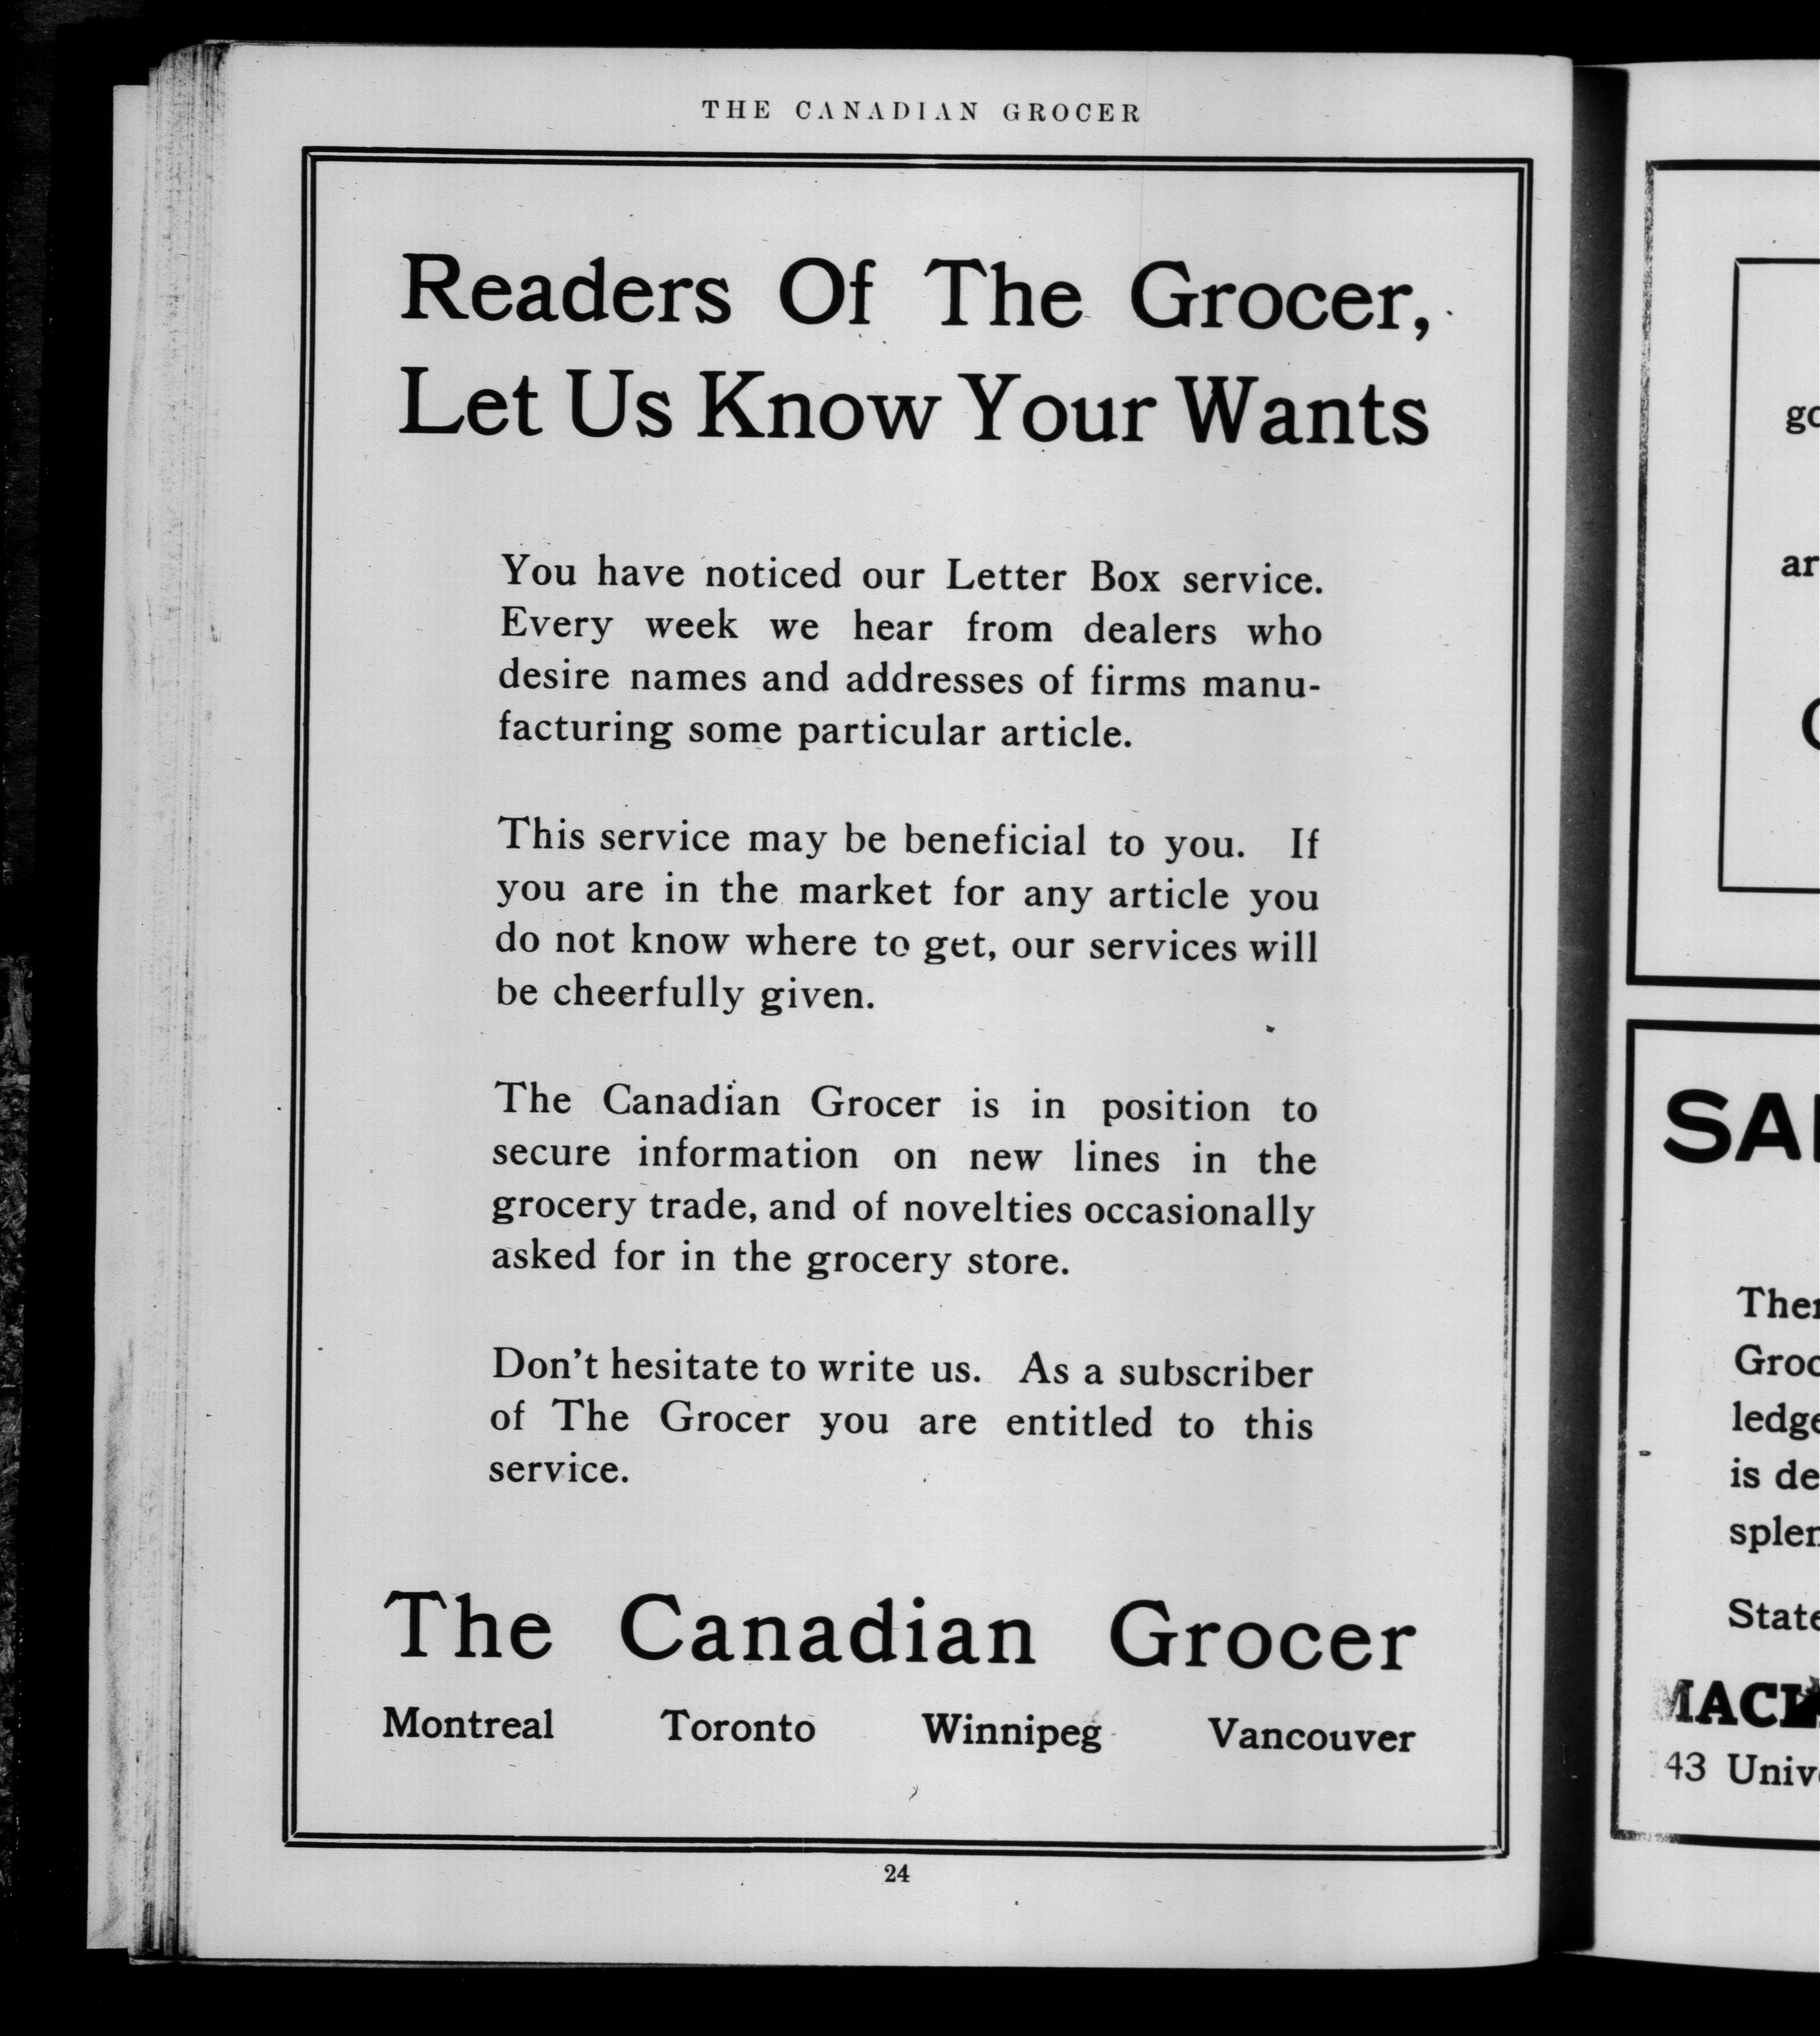 THE CANADIAN GROCER
Readers Of The Grocer,
Let Us Know Your Wants
You have noticed our Letter Box service.
Every week we hear from dealers who
desire names and addresses of firms manu-
facturing some particular article.
This service may be beneficial to you. If
you are in the market for any article you
do not know where to get, our services will
be cheerfully given.
The Canadian Grocer is in position to
secure information on new lines in the
grocery trade, and of novelties occasionally
asked for in the grocery store.
Don't hesitate to write us. As a subscriber
of The Grocer you are entitled to this
service.
The Canadian Grocer
Montreal Toronto Winnipeg Vancouver
24
is de
43 Univ